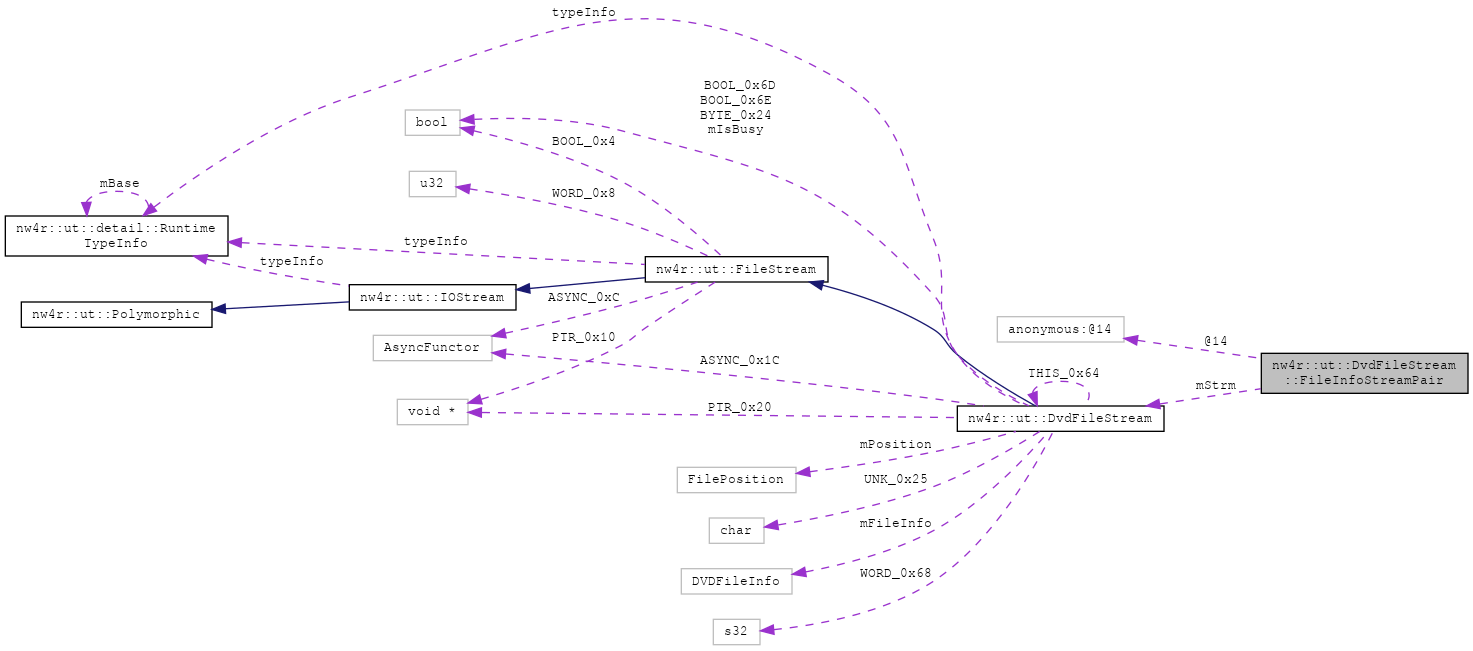 typeInfo
BOOL_0x6D
BOOL_0x6E
BYTE_0x24
mIsBusy
bool
BOOL_0x4
mBase
u32
WORD_0x8
nw4r::ut::detail::Runtime
TypeInfo
typeInfo
typeInfo
nw4r::ut::FileStream
nw4r::ut::IOStream
ASYNC_0xC
nw4r::ut::Polymorphic
anonymous:@14
@14
PTR_0x10
AsyncFunctor
ASYNC_0x1C
THIS_0x64
nw4r::ut::DvdFileStream
::FileInfoStreamPair
mStrm
void *
PTR_0x20
nw4r::ut::DvdFileStream
mPosition
FilePosition
UNK_0x25
char
mFileInfo
DVDFileInfo
WORD_0x68
s32